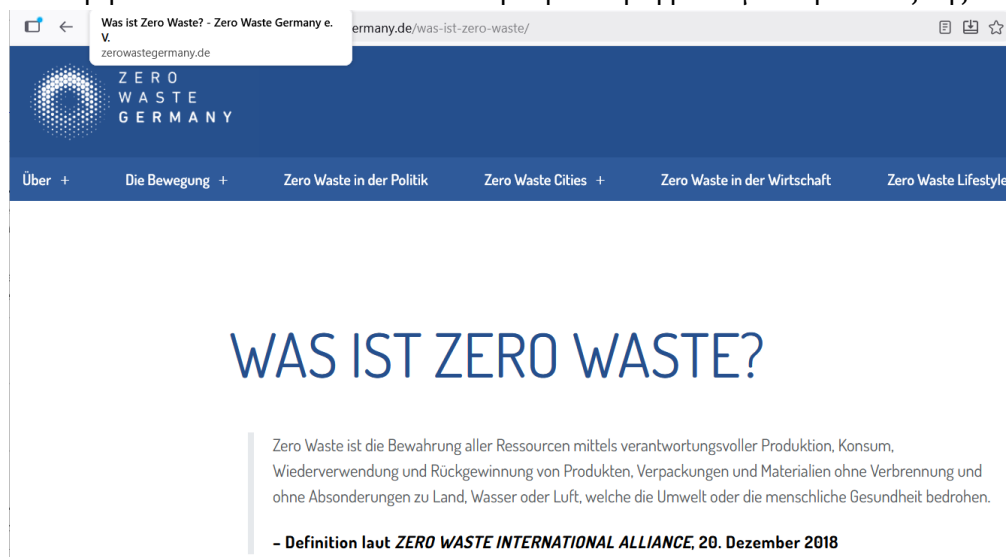 Was ist Zero Waste? - Zero Waste Germany e.
V.
zerowastegermany.de
ermany.de/was-ist-zero-waste/
ZERO
WASTE
GERMANY
Über + Die Bewegung + Zero Waste in der Politik Zero Waste Cities + Zero Waste in der Wirtschaft Zero Waste Lifestyle
WAS IST ZERO WASTE?
Zero Waste ist die Bewahrung aller Ressourcen mittels verantwortungsvoller Produktion, Konsum,
Wiederverwendung und Rückgewinnung von Produkten, Verpackungen und Materialien ohne Verbrennung und
ohne Absonderungen zu Land, Wasser oder Luft, welche die Umwelt oder die menschliche Gesundheit bedrohen.
– Definition laut ZERO WASTE INTERNATIONAL ALLIANCE, 20. Dezember 2018